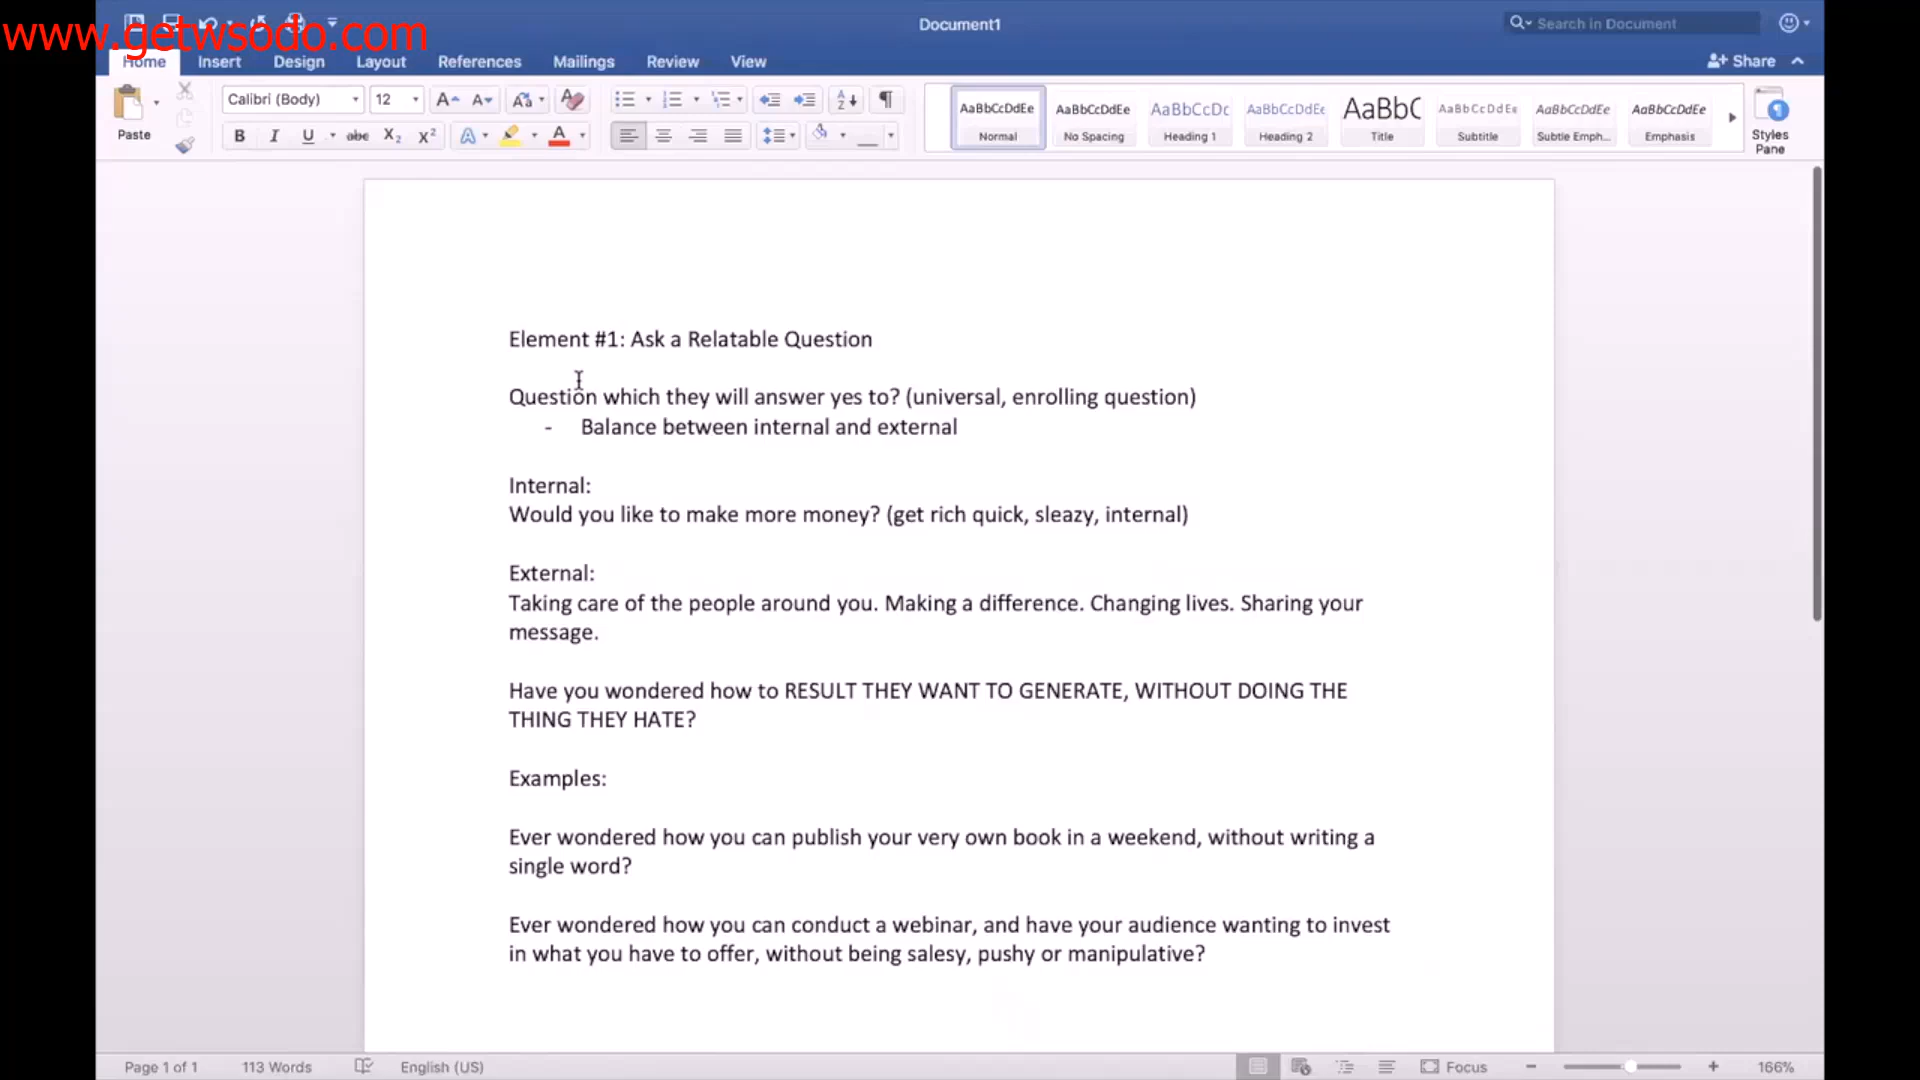 www.getwsodo.com
Document1
Search in Document
Home Insert Design Layout References Mailings Review View
Share
Paste
Calibri (Body) 12
AaBbCcDdEe AaBbCcDdEe AaBbCcDc AaBbCcDdEe AaBbC AaBbCcDdEe AaBbCcDdEe AaBbCcDdEe
Normal No Spacing Heading 1 Heading 2 Title Subtitle Subtle Emph... Emphasis
Styles
Pane
B I U abc X₂ X²
Element #1: Ask a Relatable Question
Question which they will answer yes to? (universal, enrolling question)
- Balance between internal and external
Internal:
Would you like to make more money? (get rich quick, sleazy, internal)
External:
Taking care of the people around you. Making a difference. Changing lives. Sharing your
message.
Have you wondered how to RESULT THEY WANT TO GENERATE, WITHOUT DOING THE
THING THEY HATE?
Examples:
Ever wondered how you can publish your very own book in a weekend, without writing a
single word?
Ever wondered how you can conduct a webinar, and have your audience wanting to invest
in what you have to offer, without being salesy, pushy or manipulative?
Page 1 of 1 113 Words English (US) Focus 166%